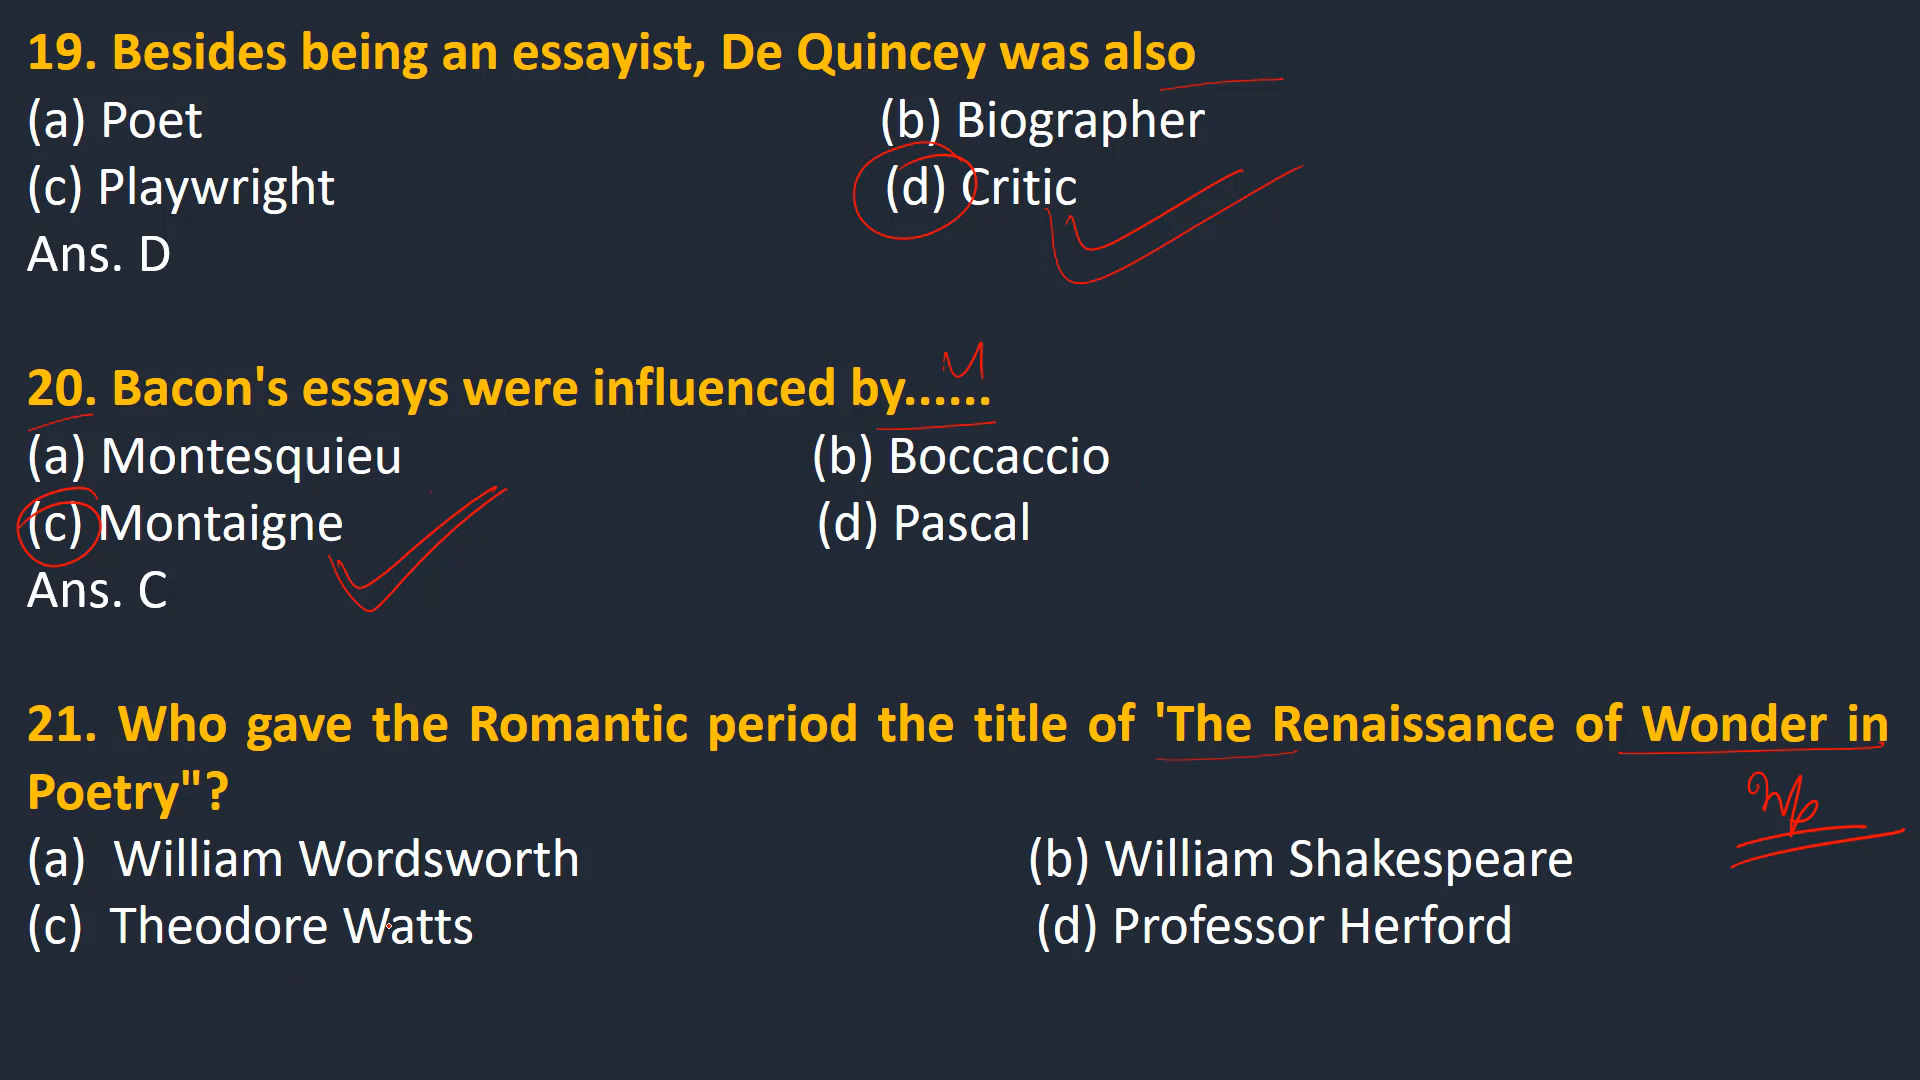 19. Besides being an essayist, De Quincey was also
(a) Poet (b) Biographer
(c) Playwright (d) Critic
Ans. D
20. Bacon's essays were influenced by......
M
(a) Montesquieu (b) Boccaccio
(c) Montaigne (d) Pascal
Ans. C
21. Who gave the Romantic period the title of 'The Renaissance of Wonder in
Poetry"?
(a) William Wordsworth (b) William Shakespeare
(c) Theodore Watts (d) Professor Herford